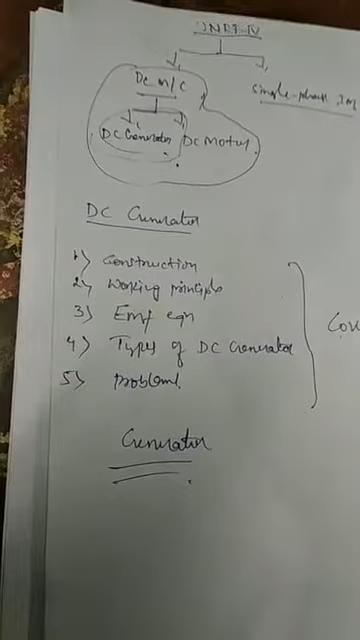 UNIT-IV
DC M/C
Single-phase IM
DC Generator DC Motor
DC Generator
1) Construction
2) Working principle
3) Emf eqn
4) Types of DC Generator
5) Problems
Generator